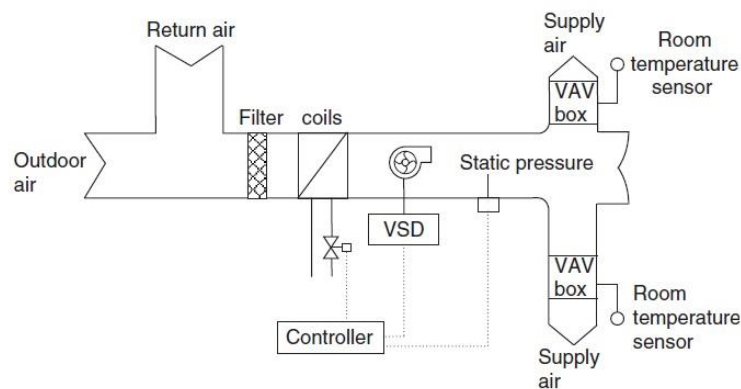 Return air
Supply
air
Room
temperature
sensor
VAV
box
Filter
coils
Outdoor
air
Static pressure
VSD
VAV
box
Room
temperature
sensor
Controller
Supply
air